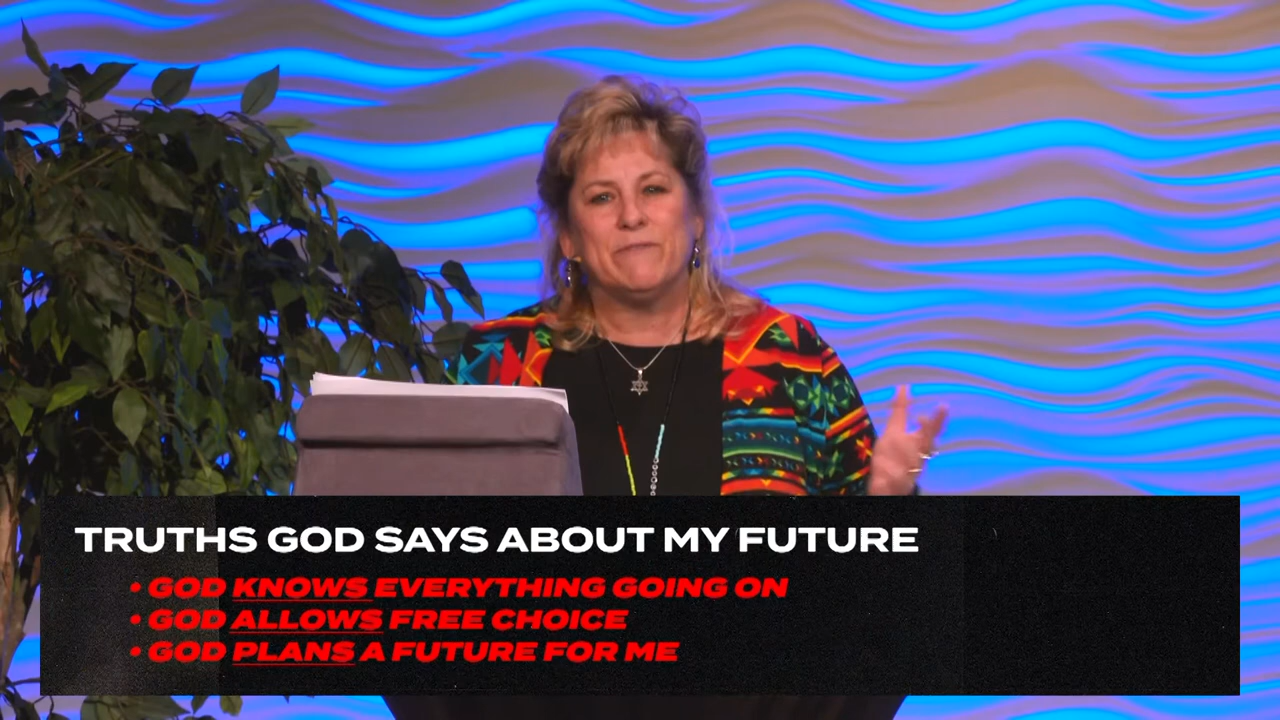 TRUTHS GOD SAYS ABOUT MY FUTURE
• GOD KNOWS EVERYTHING GOING ON
• GOD ALLOWS FREE CHOICE
• GOD PLANS A FUTURE FOR ME